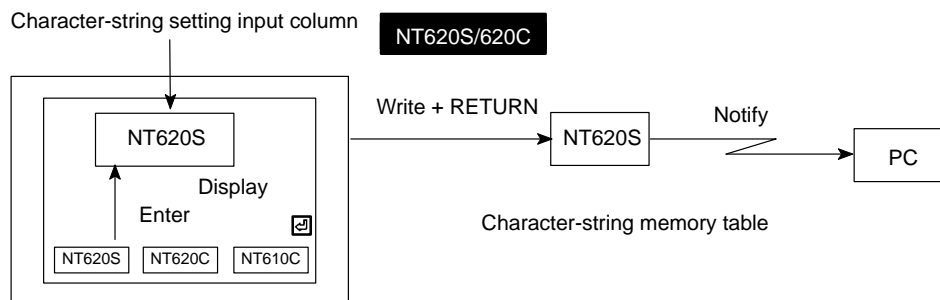 Character-string setting input column
NT620S/620C
Write + RETURN
Notify
NT620S
NT620S
PC
Display
Enter
Character-string memory table
NT620S
NT620C
NT610C